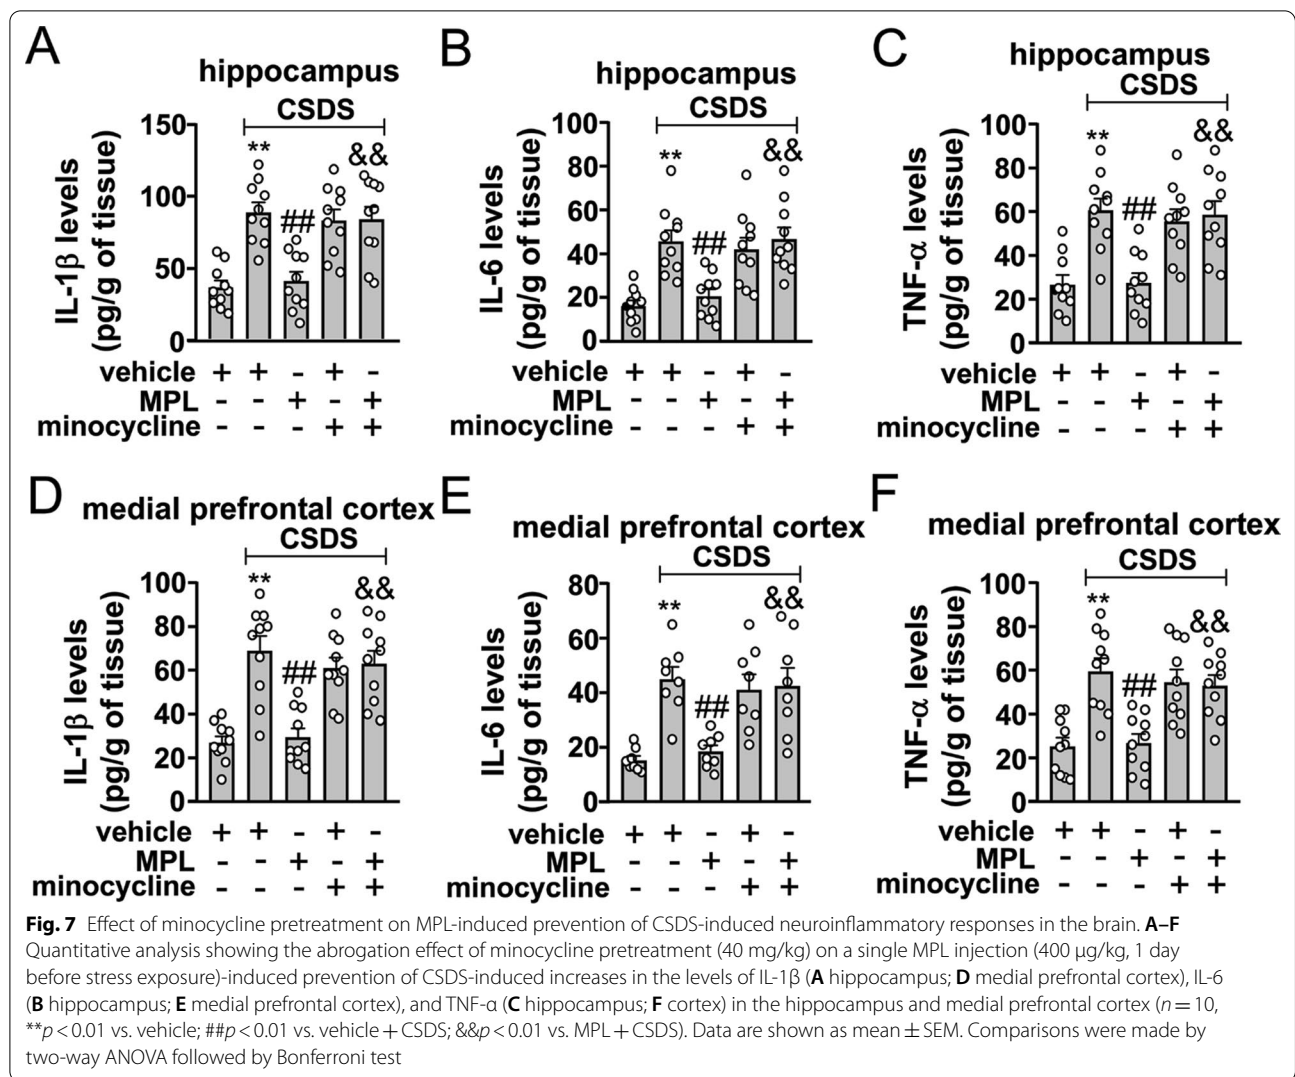 A
hippocampus
CSDS
IL-1β levels
(pg/g of tissue)
150
100
50
0
**
##
&&
vehicle + + - + -
MPL - - + - +
minocycline - - - + +
B
hippocampus
CSDS
IL-6 levels
(pg/g of tissue)
100
80
60
40
20
0
**
##
&&
vehicle + + - + -
MPL - - + - +
minocycline - - - + +
C
hippocampus
CSDS
TNF-α levels
(pg/g of tissue)
100
80
60
40
20
0
**
##
&&
vehicle + + - + -
MPL - - + - +
minocycline - - - + +
D
medial prefrontal cortex
CSDS
IL-1β levels
(pg/g of tissue)
100
80
60
40
20
0
**
##
&&
vehicle + + - + -
MPL - - + - +
minocycline - - - + +
E
medial prefrontal cortex
CSDS
IL-6 levels
(pg/g of tissue)
80
60
40
20
0
**
##
&&
vehicle + + - + -
MPL - - + - +
minocycline - - - + +
F
medial prefrontal cortex
CSDS
TNF-α levels
(pg/g of tissue)
100
80
60
40
20
0
**
##
&&
vehicle + + - + -
MPL - - + - +
minocycline - - - + +
Fig. 7 Effect of minocycline pretreatment on MPL-induced prevention of CSDS-induced neuroinflammatory responses in the brain. A–F
Quantitative analysis showing the abrogation effect of minocycline pretreatment (40 mg/kg) on a single MPL injection (400 μg/kg, 1 day
before stress exposure)-induced prevention of CSDS-induced increases in the levels of IL-1β (A hippocampus; D medial prefrontal cortex), IL-6
(B hippocampus; E medial prefrontal cortex), and TNF-α (C hippocampus; F cortex) in the hippocampus and medial prefrontal cortex (n = 10,
**p < 0.01 vs. vehicle; ##p < 0.01 vs. vehicle + CSDS; &&p < 0.01 vs. MPL + CSDS). Data are shown as mean ± SEM. Comparisons were made by
two-way ANOVA followed by Bonferroni test